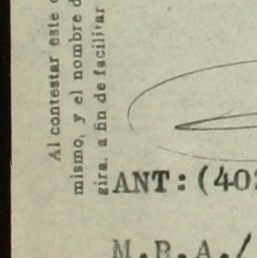 Al contestar este
mismo, y el nombre d
gira. a fin de facilitar
ANT:(40
M.R.A./